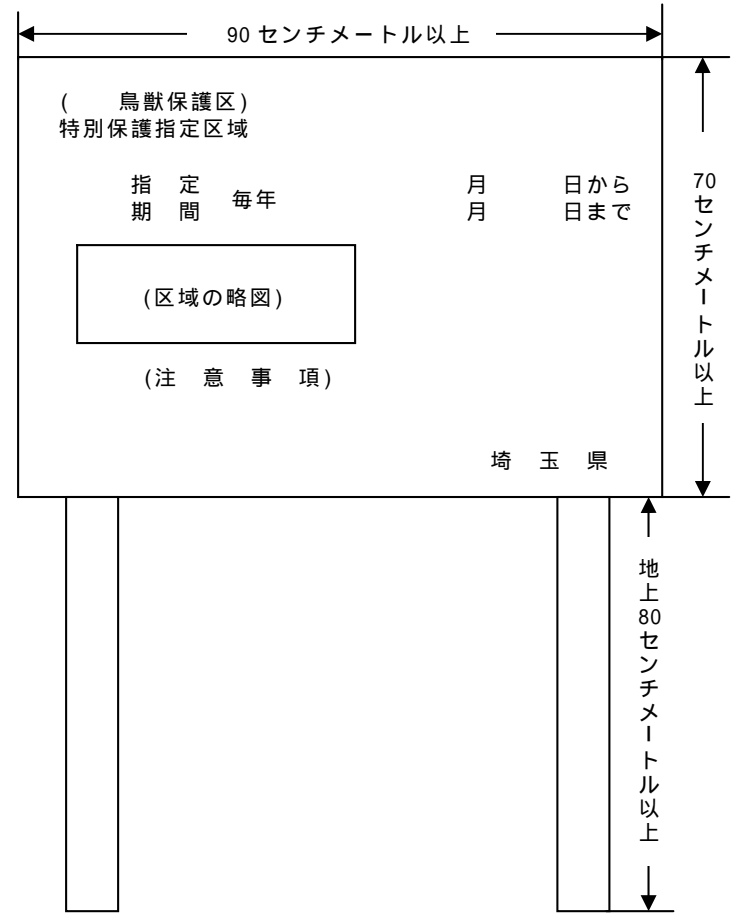 90センチメートル以上
(　　鳥獣保護区)
特別保護指定区域
指　定　毎年　月　日から
期　間　月　日まで
(区域の略図)
(注　意　事　項)
埼　玉　県
70センチメートル以上
地上80センチメートル以上